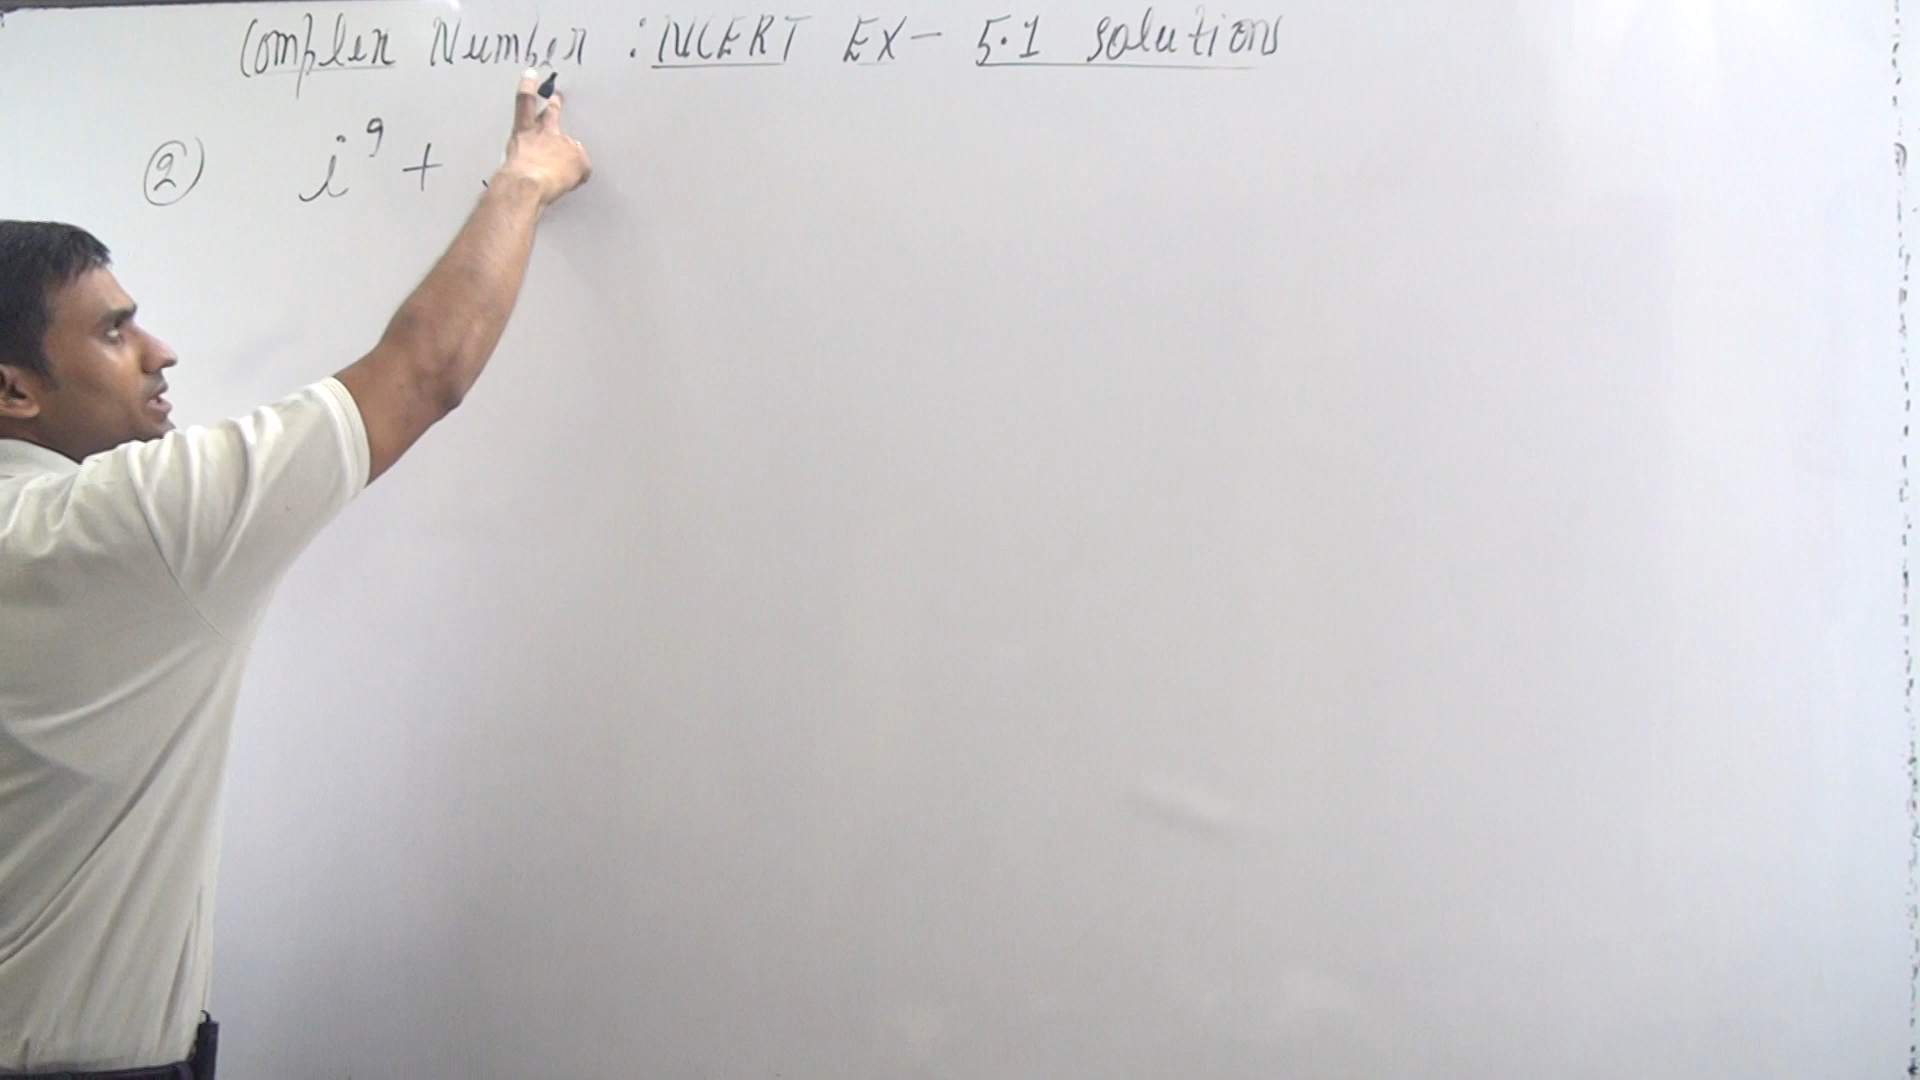 Complex Number : NCERT EX - 5.1 solutions
② i⁹ +